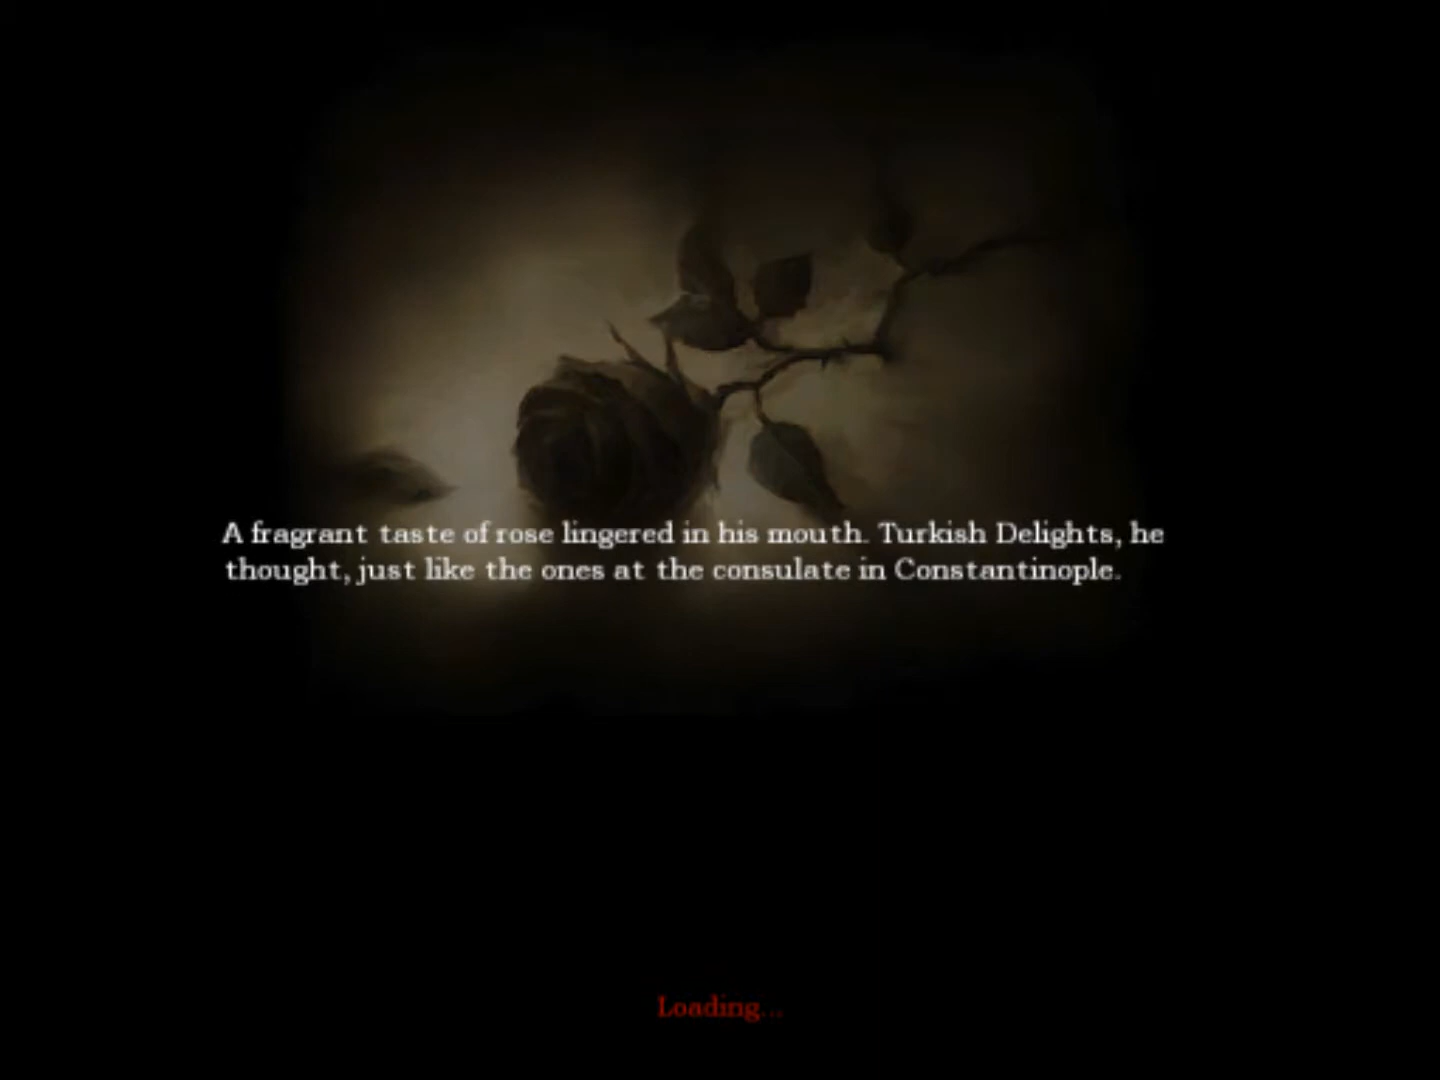 A fragrant taste of rose lingered in his mouth. Turkish Delights, he
thought, just like the ones at the consulate in Constantinople.
Loading...